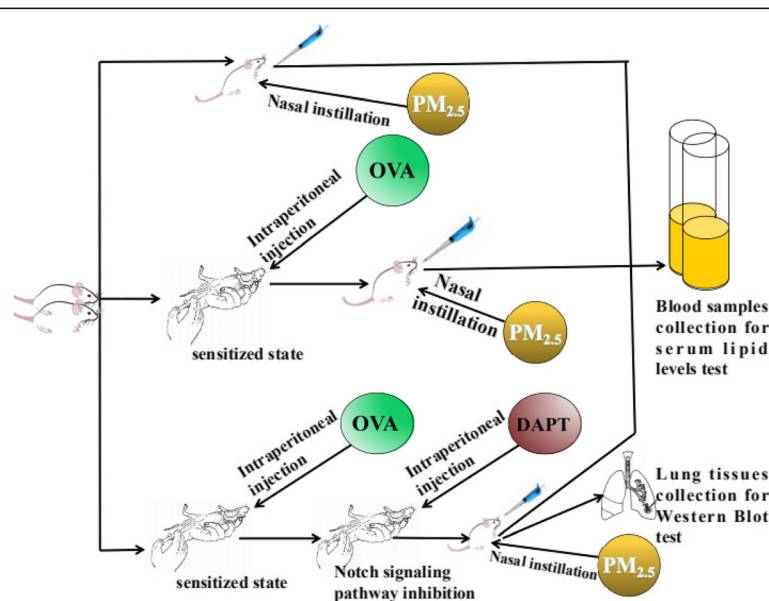 Nasal instillation
PM2.5
OVA
Intraperitoneal
injection
Nasal
instillation
PM2.5
sensitized state
Blood samples
collection for
serum lipid
levels test
OVA
Intraperitoneal
injection
DAPT
Intraperitoneal
injection
Lung tissues
collection for
Western Blot
test
sensitized state
Notch signaling
pathway inhibition
Nasal instillation
PM2.5